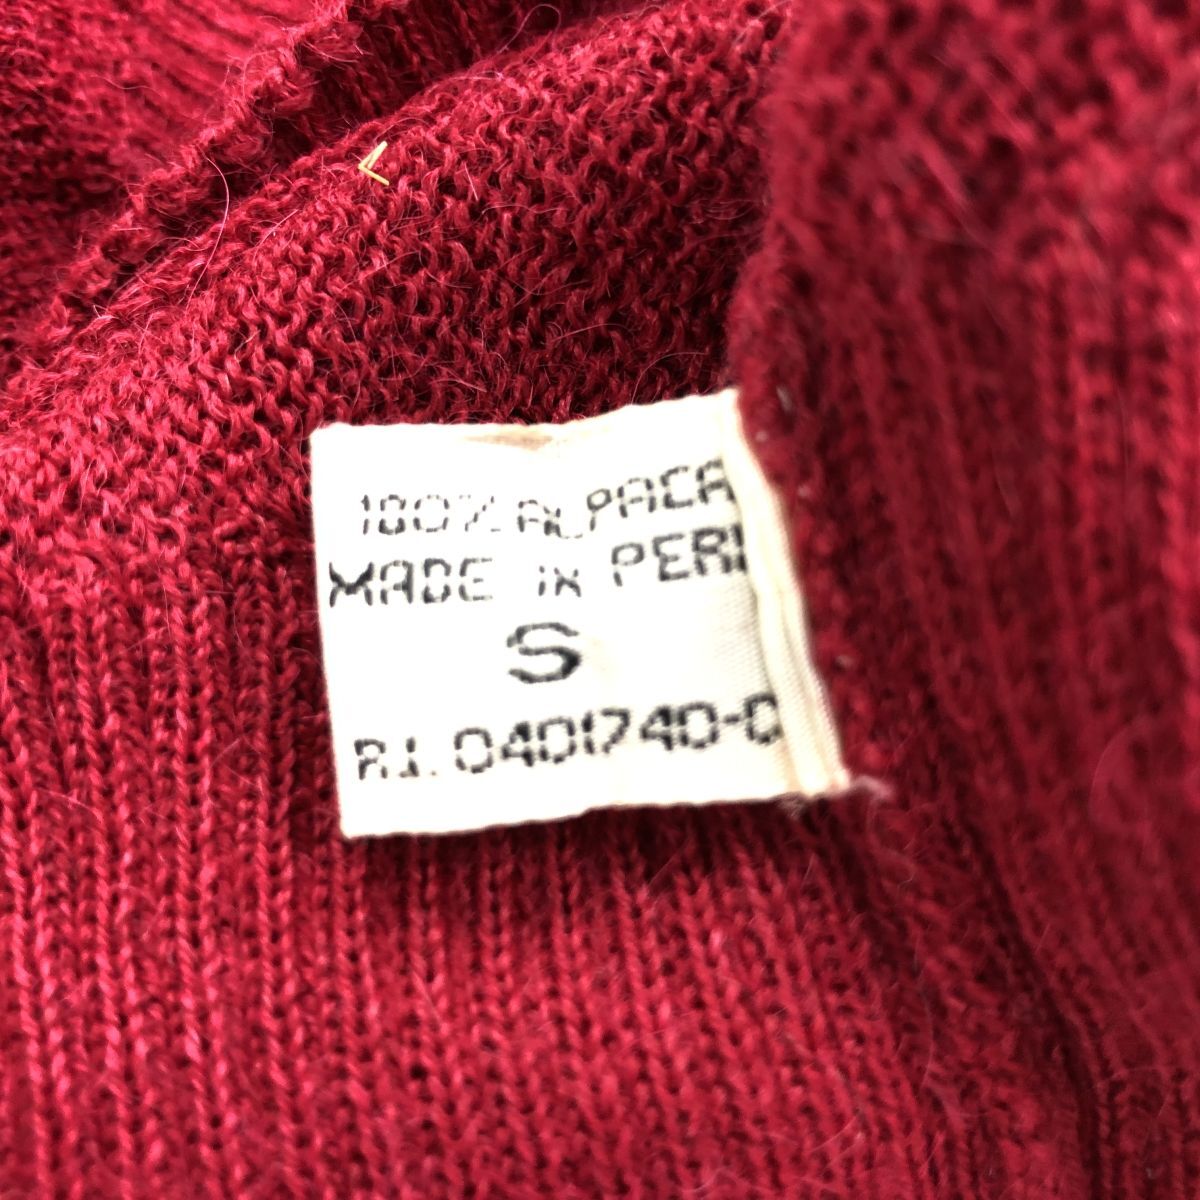 100% ALPACA
MADE IN PERU
S
R.I. 0401740-0